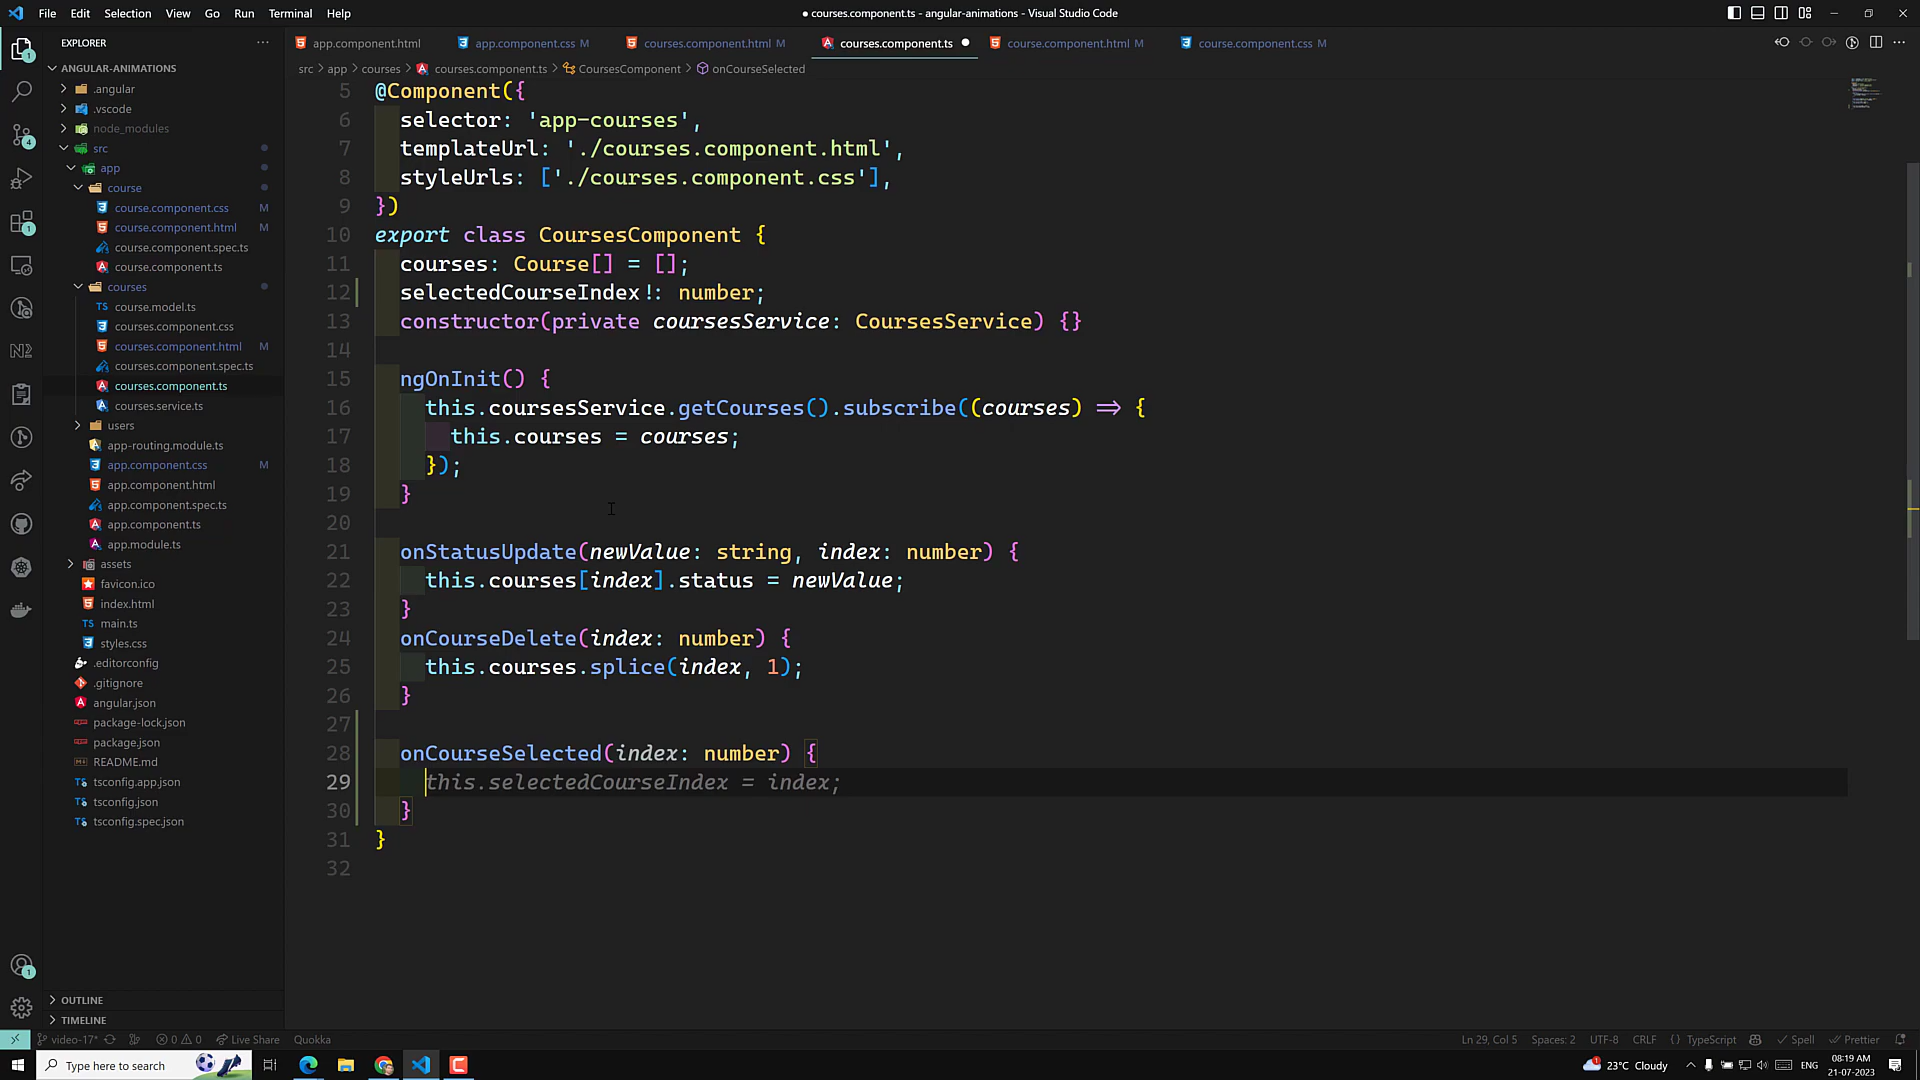 File Edit Selection View Go Run Terminal Help
● courses.component.ts - angular-animations - Visual Studio Code
EXPLORER
app.component.html
app.component.css M
courses.component.html M
courses.component.ts ●
course.component.html M
course.component.css M
src > app > courses > courses.component.ts > CoursesComponent > onCourseSelected
ANGULAR-ANIMATIONS
.angular
.vscode
node_modules
src
app
course
course.component.css M
course.component.html M
course.component.spec.ts
course.component.ts
courses
TS course.model.ts
courses.component.css
courses.component.html M
courses.component.spec.ts
courses.component.ts
courses.service.ts
users
app-routing.module.ts
app.component.css M
app.component.html
app.component.spec.ts
app.component.ts
app.module.ts
assets
favicon.ico
index.html
TS main.ts
styles.css
.editorconfig
.gitignore
angular.json
package-lock.json
package.json
README.md
TS tsconfig.app.json
TS tsconfig.json
TS tsconfig.spec.json
OUTLINE
TIMELINE
5 @Component({
6 selector: 'app-courses',
7 templateUrl: './courses.component.html',
8 styleUrls: ['./courses.component.css'],
9 })
10 export class CoursesComponent {
11 courses: Course[] = [];
12 selectedCourseIndex!: number;
13 constructor(private coursesService: CoursesService) {}
14
15 ngOnInit() {
16 this.coursesService.getCourses().subscribe((courses) => {
17 this.courses = courses;
18 });
19 }
20
21 onStatusUpdate(newValue: string, index: number) {
22 this.courses[index].status = newValue;
23 }
24 onCourseDelete(index: number) {
25 this.courses.splice(index, 1);
26 }
27
28 onCourseSelected(index: number) {
29 this.selectedCourseIndex = index;
30 }
31 }
32
video-17* 0 0 Live Share Quokka
Ln 29, Col 5 Spaces: 2 UTF-8 CRLF {} TypeScript Spell Prettier
Type here to search
1 23°C Cloudy ENG
08:19 AM
21-07-2023